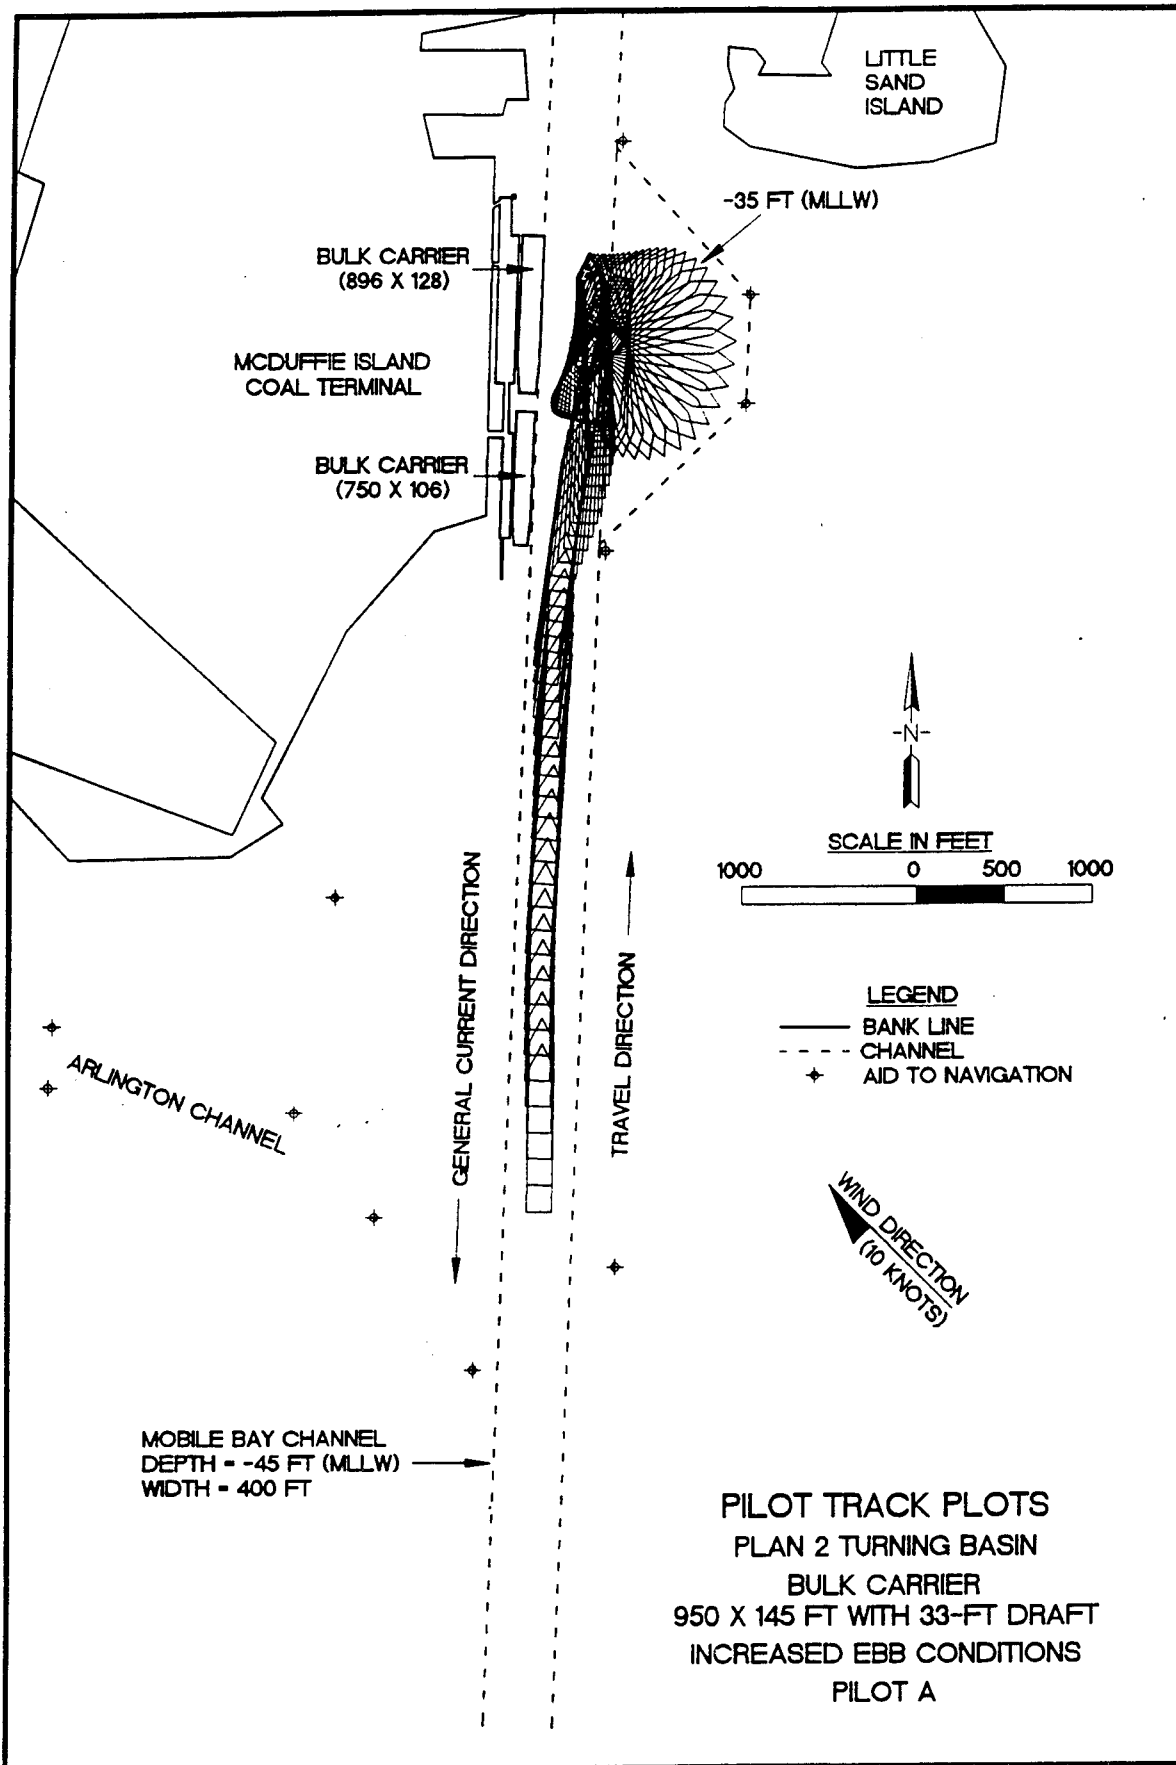 LITTLE
SAND
ISLAND
-35 FT (MLLW)
BULK CARRIER
(896 X 128)
MCDUFFIE ISLAND
COAL TERMINAL
BULK CARRIER
(750 X 106)
-N-
SCALE IN FEET
1000 0 500 1000
GENERAL CURRENT DIRECTION
TRAVEL DIRECTION
LEGEND
BANK LINE
CHANNEL
AID TO NAVIGATION
ARLINGTON CHANNEL
WIND DIRECTION
(10 KNOTS)
MOBILE BAY CHANNEL
DEPTH = -45 FT (MLLW)
WIDTH = 400 FT
PILOT TRACK PLOTS
PLAN 2 TURNING BASIN
BULK CARRIER
950 X 145 FT WITH 33-FT DRAFT
INCREASED EBB CONDITIONS
PILOT A